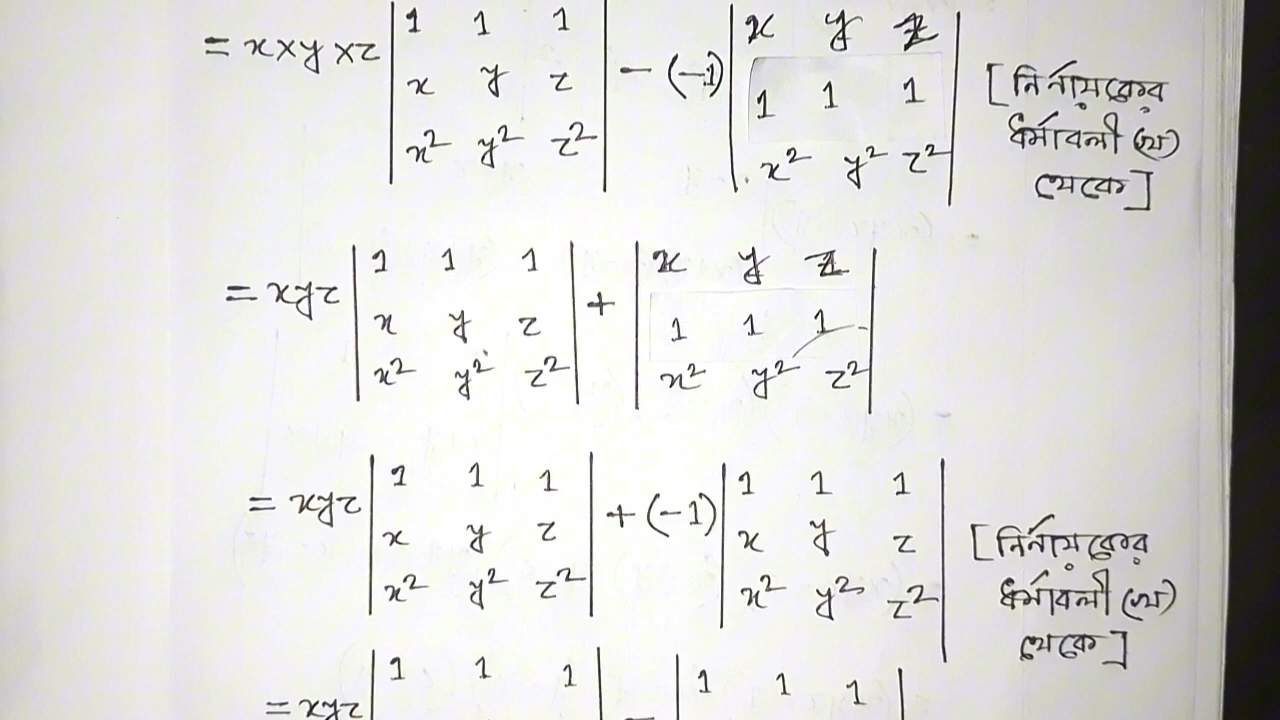 = x×y×z | 1 1 1 | − (−1) | x y z |
| x y z | | 1 1 1 |
| x² y² z² | | x² y² z² |
[নির্নায়কের
ধর্মাবলী (খ)
থেকে]
= xyz | 1 1 1 | + | x y z |
| x y z | | 1 1 1 |
| x² y² z² | | x² y² z² |
= xyz | 1 1 1 | + (−1) | 1 1 1 |
| x y z | | x y z |
| x² y² z² | | x² y² z² |
[নির্নায়কের
ধর্মাবলী (খ)
থেকে]
= xyz | 1 1 1 | − | 1 1 1 |